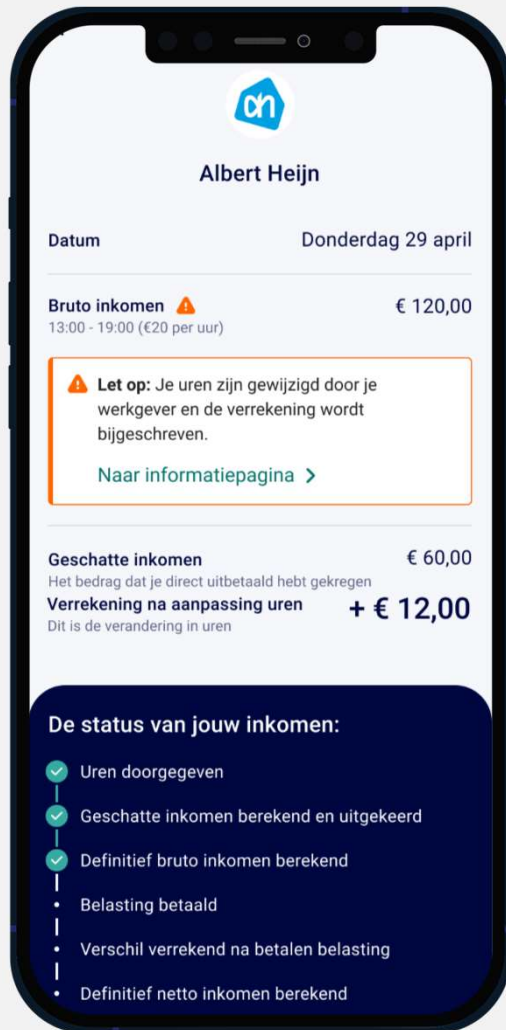 ah
Albert Heijn
Datum Donderdag 29 april
Bruto inkomen € 120,00
13:00 - 19:00 (€20 per uur)
Let op: Je uren zijn gewijzigd door je
werkgever en de verrekening wordt
bijgeschreven.
Naar informatiepagina >
Geschatte inkomen € 60,00
Het bedrag dat je direct uitbetaald hebt gekregen
Verrekening na aanpassing uren + € 12,00
Dit is de verandering in uren
De status van jouw inkomen:
Uren doorgegeven
Geschatte inkomen berekend en uitgekeerd
Definitief bruto inkomen berekend
Belasting betaald
Verschil verrekend na betalen belasting
Definitief netto inkomen berekend